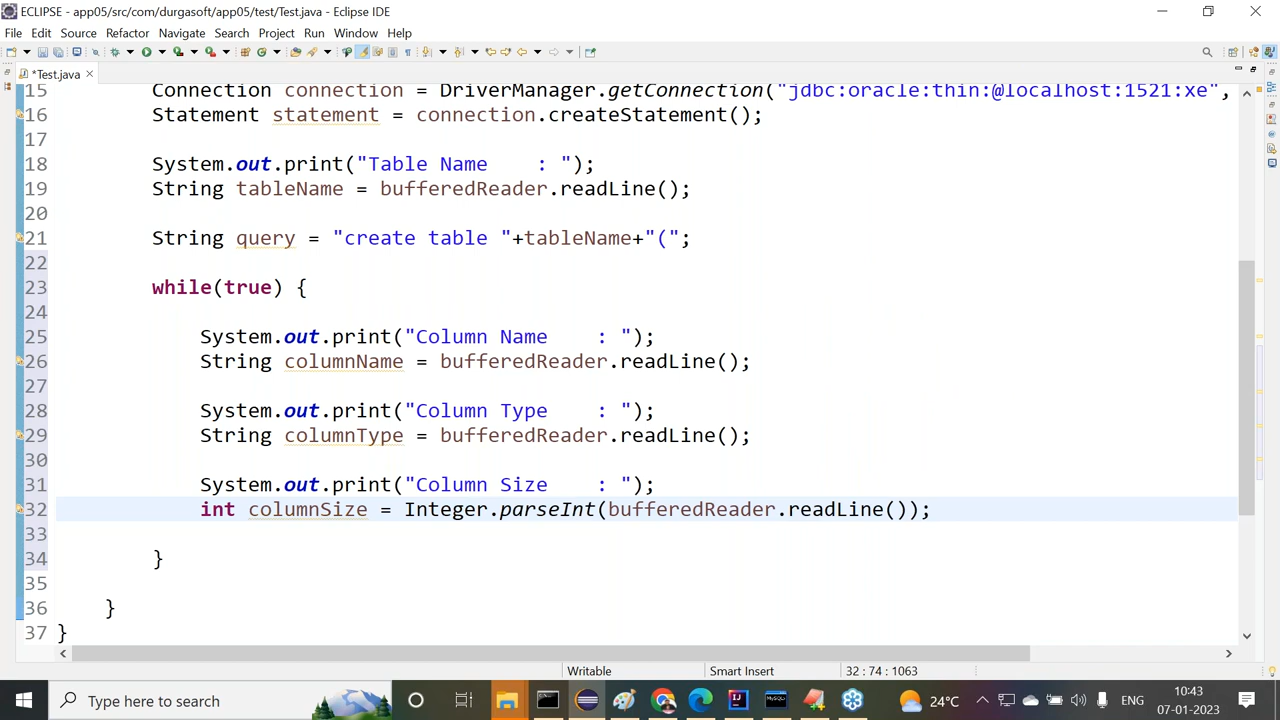 ECLIPSE - app05/src/com/durgasoft/app05/test/Test.java - Eclipse IDE
File Edit Source Refactor Navigate Search Project Run Window Help
*Test.java
15 Connection connection = DriverManager.getConnection("jdbc:oracle:thin:@localhost:1521:xe",
16 Statement statement = connection.createStatement();
17
18 System.out.print("Table Name    : ");
19 String tableName = bufferedReader.readLine();
20
21 String query = "create table "+tableName+"(";
22
23 while(true) {
24
25 System.out.print("Column Name    : ");
26 String columnName = bufferedReader.readLine();
27
28 System.out.print("Column Type    : ");
29 String columnType = bufferedReader.readLine();
30
31 System.out.print("Column Size    : ");
32 int columnSize = Integer.parseInt(bufferedReader.readLine());
33
34 }
35
36 }
37 }
Writable Smart Insert 32 : 74 : 1063
Type here to search 24°C ENG 10:43
07-01-2023